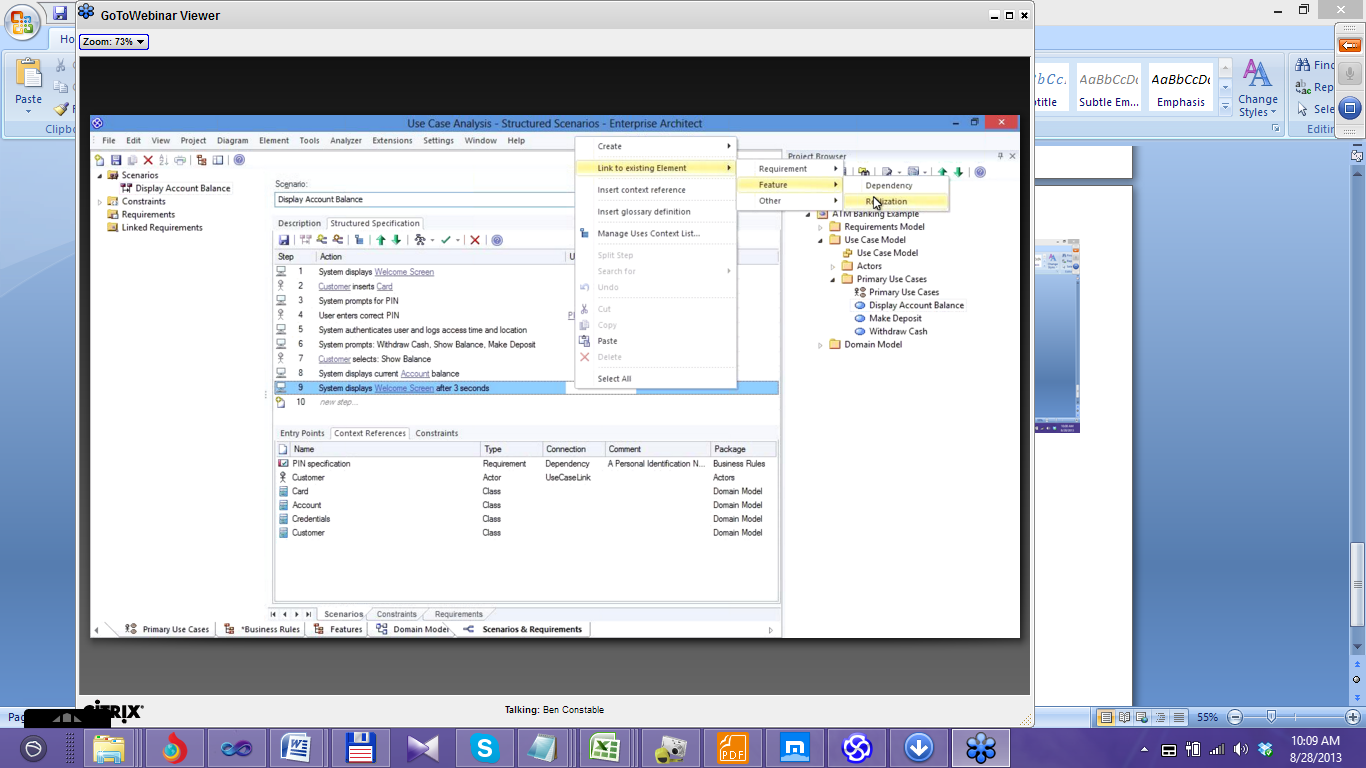 GoToWebinar Viewer
Zoom: 73%
Paste
Clipb
AaBbCcDc
AaBbCcDc
Subtle Em...
Emphasis
Change
Styles
Editir
Use Case Analysis - Structured Scenarios - Enterprise Architect
File Edit View Project Diagram Element Tools Analyzer Extensions Settings Window Help
Scenarios
Display Account Balance
Constraints
Requirements
Linked Requirements
Scenario:
Display Account Balance
Description Structured Specification
Step Action
1 System displays Welcome Screen
2 Customer inserts Card
3 System prompts for PIN
4 User enters correct PIN
5 System authenticates user and logs access time and location
6 System prompts: Withdraw Cash, Show Balance, Make Deposit
7 Customer selects: Show Balance
8 System displays current Account balance
9 System displays Welcome Screen after 3 seconds
10 new step...
Create
Link to existing Element
Insert context reference
Insert glossary definition
Manage Uses Context List...
Split Step
Search for
Undo
Cut
Copy
Paste
Delete
Select All
Requirement
Feature
Other
Dependency
Project Browser
ATM Banking Example
Requirements Model
Use Case Model
Use Case Model
Actors
Primary Use Cases
Primary Use Cases
Display Account Balance
Make Deposit
Withdraw Cash
Domain Model
Entry Points Context References Constraints
Name Type Connection Comment Package
PIN specification Requirement Dependency A Personal Identification N... Business Rules
Customer Actor UseCaseLink Actors
Card Class Domain Model
Account Class Domain Model
Credentials Class Domain Model
Customer Class Domain Model
Scenarios Constraints Requirements
Primary Use Cases *Business Rules Features Domain Model Scenarios & Requirements
Talking: Ben Constable
55%
PDF
10:09 AM
8/28/2013